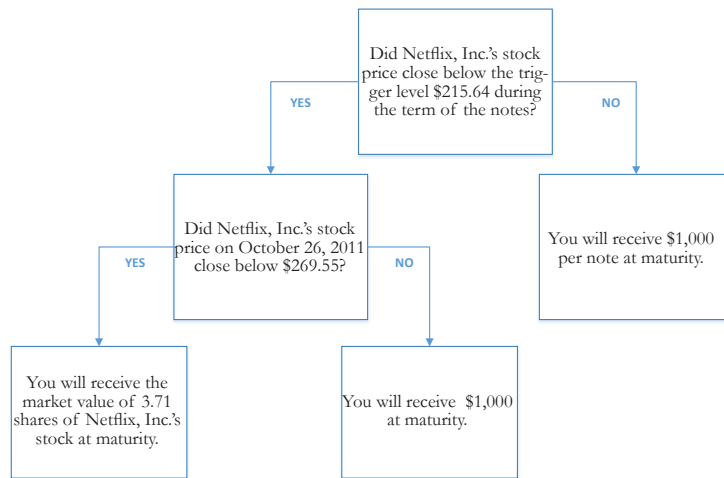 Did Netflix, Inc.'s stock
price close below the trig-
ger level $215.64 during
the term of the notes?
YES
NO
Did Netflix, Inc.'s stock
price on October 26, 2011
close below $269.55?
You will receive $1,000
per note at maturity.
YES
NO
You will receive the
market value of 3.71
shares of Netflix, Inc.'s
stock at maturity.
You will receive $1,000
at maturity.